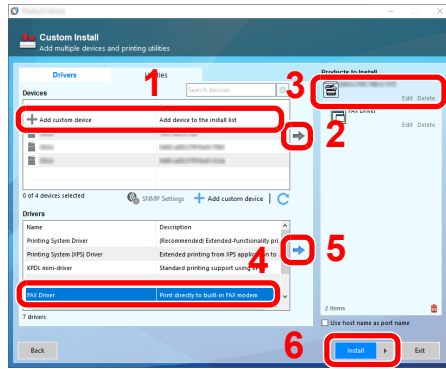 Custom Install
Add multiple devices and printing utilities
Drivers
Utilities
Products to Install
Devices
Search devices
Edit Delete
Add custom device
Add device to the install list
FAX Driver
Edit Delete
0 of 4 devices selected
SNMP Settings
Add custom device
Drivers
Name
Description
Printing System Driver
(Recommended) Extended-functionality pri
Printing System (XPS) Driver
Extended printing from XPS application to
KPDL mini-driver
Standard printing support using
FAX Driver
Print directly to built-in FAX modem
7 drivers
2 items
Use host name as port name
Back
Install
Exit
1
2
3
4
5
6